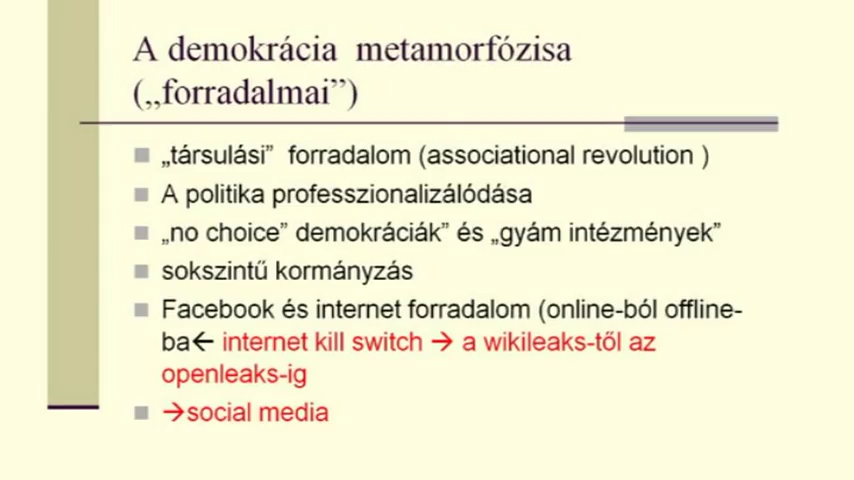 A demokrácia metamorfózisa
(„forradalmai”)
„társulási” forradalom (associational revolution )
A politika professzionalizálódása
„no choice” demokráciák” és „gyám intézmények”
sokszintű kormányzás
Facebook és internet forradalom (online-ból offline-
ba← internet kill switch → a wikileaks-től az
openleaks-ig
→social media